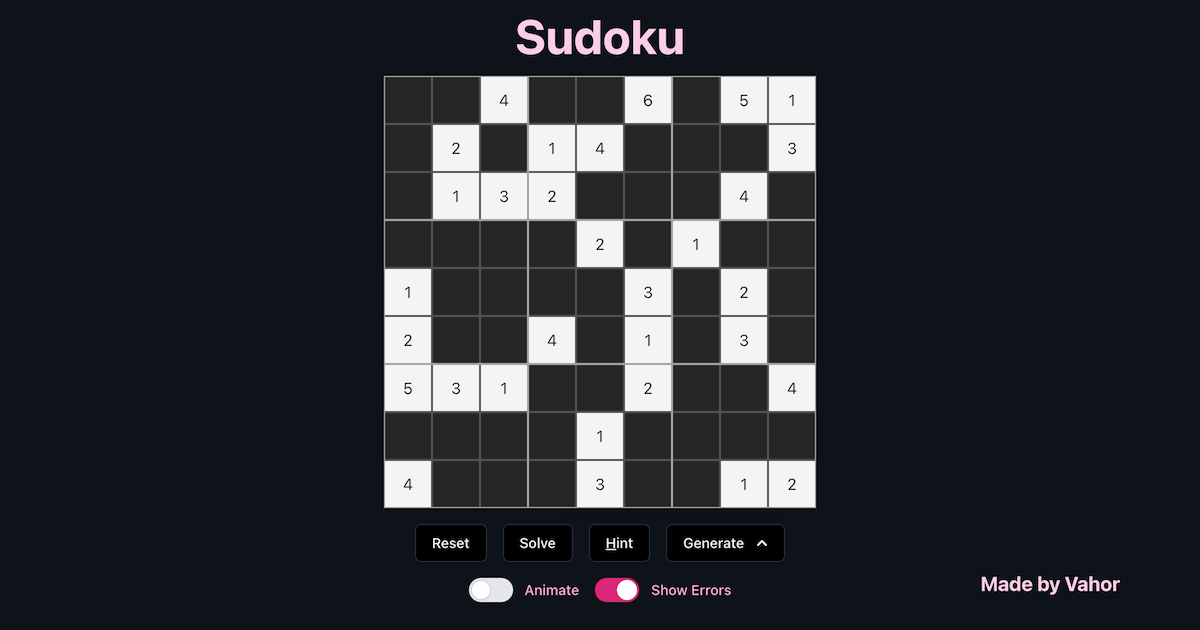 Sudoku
4 6 5 1
2 1 4 3
1 3 2 4
2 1
1 3 2
2 4 1 3
5 3 1 2 4
1
4 3 1 2
Reset Solve Hint Generate
Animate Show Errors
Made by Vahor